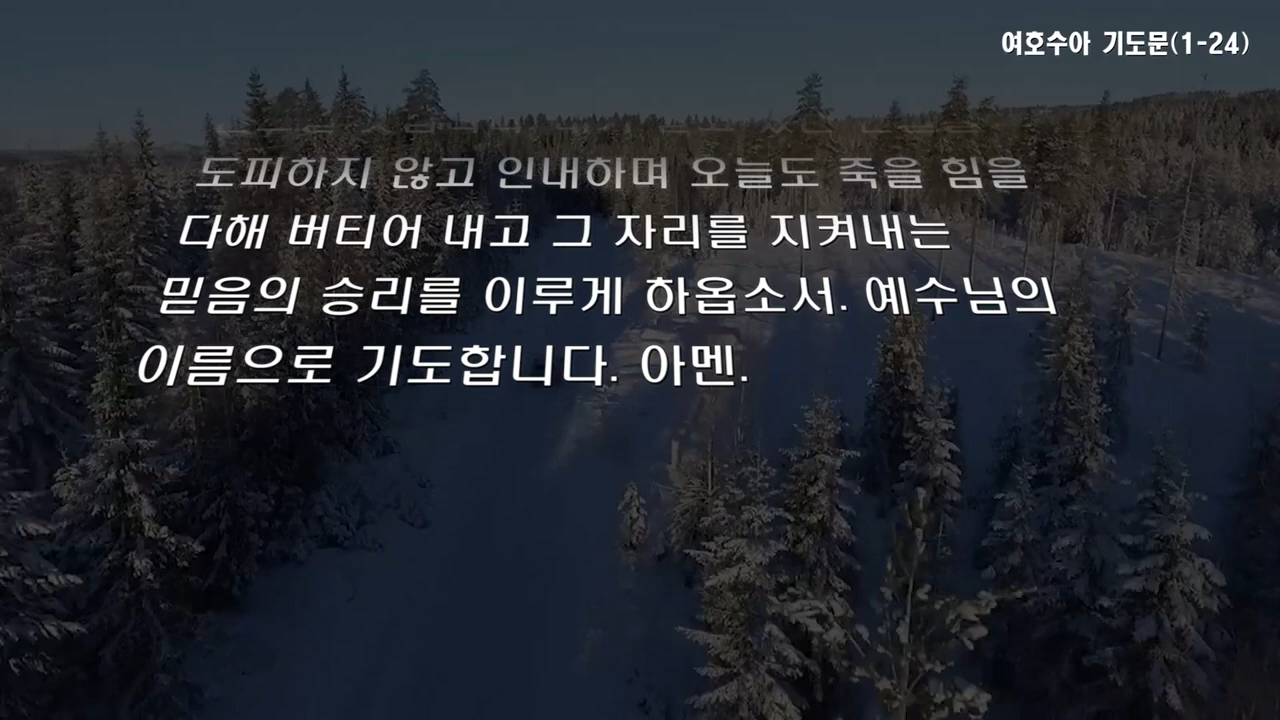 여호수아 기도문(1-24)
도피하지 않고 인내하며 오늘도 죽을 힘을
다해 버티어 내고 그 자리를 지켜내는
믿음의 승리를 이루게 하옵소서. 예수님의
이름으로 기도합니다. 아멘.